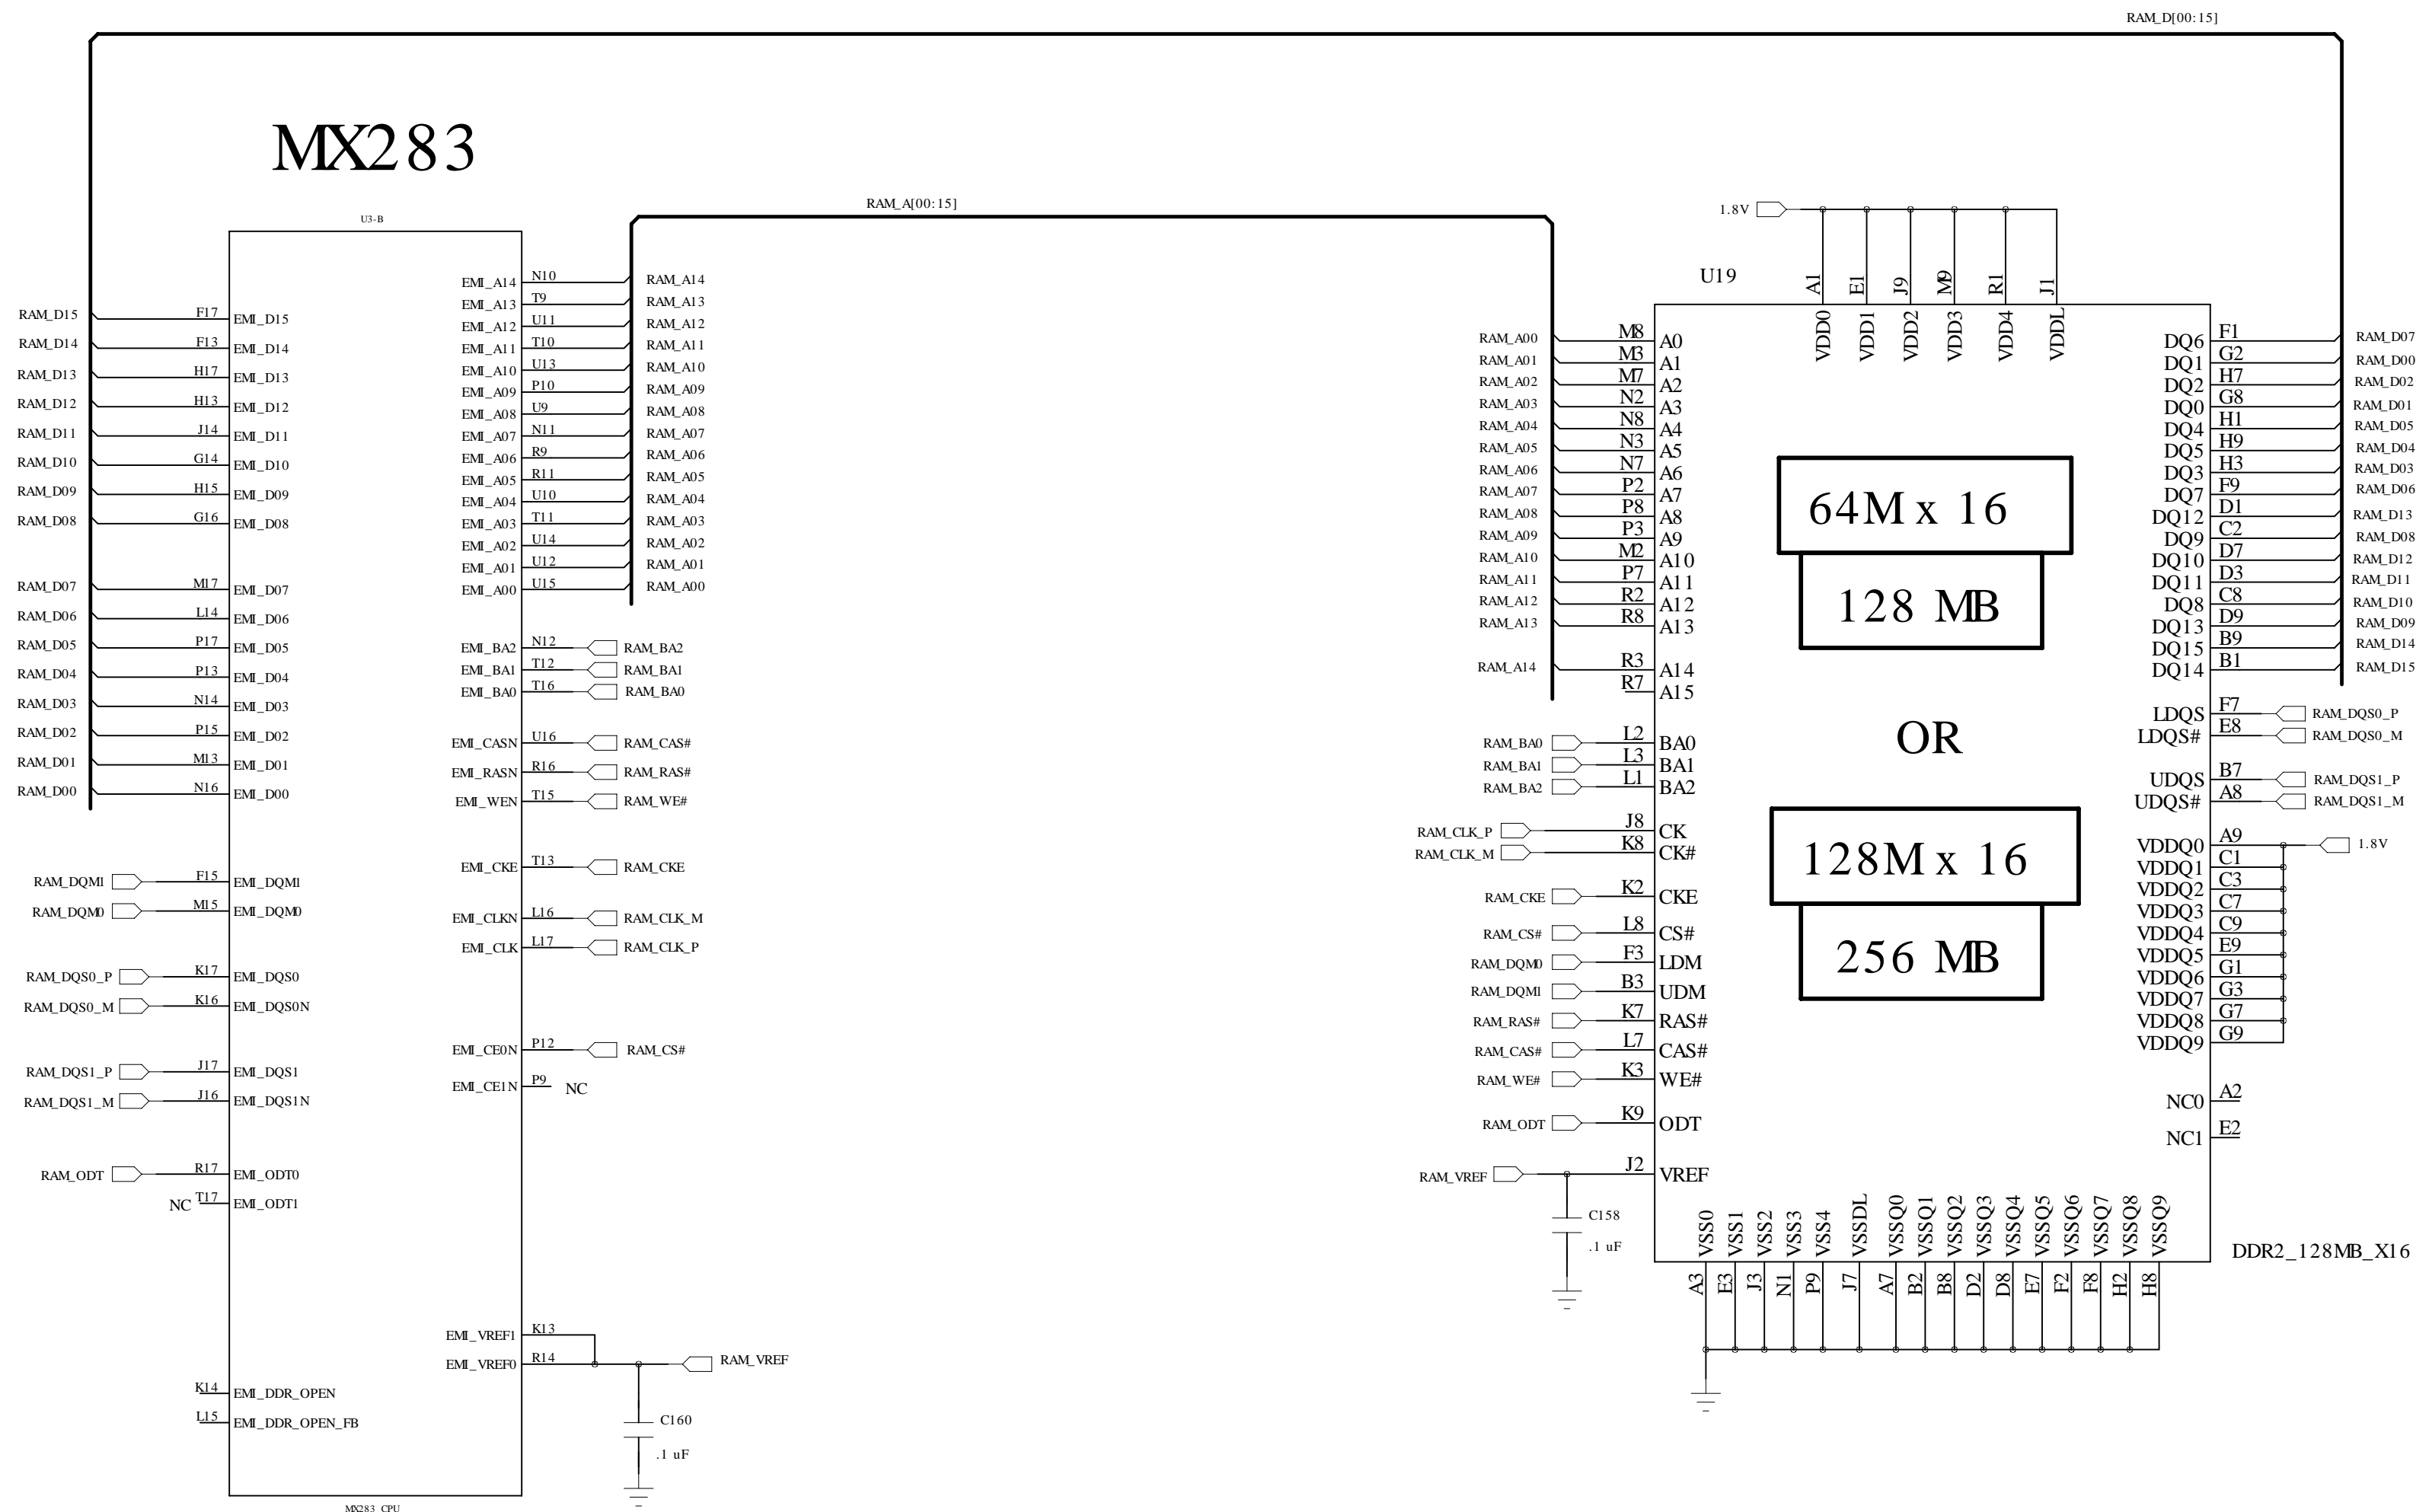 RAM_D[00:15]
MX283
RAM_A[00:15]
U3-B
RAM_D15 F17 EMI_D15
RAM_D14 F13 EMI_D14
RAM_D13 H17 EMI_D13
RAM_D12 H13 EMI_D12
RAM_D11 J14 EMI_D11
RAM_D10 G14 EMI_D10
RAM_D09 H15 EMI_D09
RAM_D08 G16 EMI_D08
RAM_D07 M17 EMI_D07
RAM_D06 L14 EMI_D06
RAM_D05 P17 EMI_D05
RAM_D04 P13 EMI_D04
RAM_D03 N14 EMI_D03
RAM_D02 P15 EMI_D02
RAM_D01 M13 EMI_D01
RAM_D00 N16 EMI_D00
RAM_DQM1 F15 EMI_DQM1
RAM_DQM0 M15 EMI_DQM0
RAM_DQS0_P K17 EMI_DQS0
RAM_DQS0_M K16 EMI_DQS0N
RAM_DQS1_P J17 EMI_DQS1
RAM_DQS1_M J16 EMI_DQS1N
RAM_ODT R17 EMI_ODT0
NC T17 EMI_ODT1
K14 EMI_DDR_OPEN
L15 EMI_DDR_OPEN_FB
EMI_A14 N10 RAM_A14
EMI_A13 T9 RAM_A13
EMI_A12 U11 RAM_A12
EMI_A11 T10 RAM_A11
EMI_A10 U13 RAM_A10
EMI_A09 P10 RAM_A09
EMI_A08 U9 RAM_A08
EMI_A07 N11 RAM_A07
EMI_A06 R9 RAM_A06
EMI_A05 R11 RAM_A05
EMI_A04 U10 RAM_A04
EMI_A03 T11 RAM_A03
EMI_A02 U14 RAM_A02
EMI_A01 U12 RAM_A01
EMI_A00 U15 RAM_A00
EMI_BA2 N12 RAM_BA2
EMI_BA1 T12 RAM_BA1
EMI_BA0 T16 RAM_BA0
EMI_CASN U16 RAM_CAS#
EMI_RASN R16 RAM_RAS#
EMI_WEN T15 RAM_WE#
EMI_CKE T13 RAM_CKE
EMI_CLKN L16 RAM_CLK_M
EMI_CLK L17 RAM_CLK_P
EMI_CE0N P12 RAM_CS#
EMI_CE1N P9 NC
EMI_VREF1 K13
EMI_VREF0 R14 RAM_VREF
C160
.1 uF
MX283_CPU
1.8V
U19
A1 E1 J9 M9 R1 J1
VDD0 VDD1 VDD2 VDD3 VDD4 VDDL
RAM_A00 M8 A0
RAM_A01 M3 A1
RAM_A02 M7 A2
RAM_A03 N2 A3
RAM_A04 N8 A4
RAM_A05 N3 A5
RAM_A06 N7 A6
RAM_A07 P2 A7
RAM_A08 P8 A8
RAM_A09 P3 A9
RAM_A10 M2 A10
RAM_A11 P7 A11
RAM_A12 R2 A12
RAM_A13 R8 A13
RAM_A14 R3 A14
R7 A15
RAM_BA0 L2 BA0
RAM_BA1 L3 BA1
RAM_BA2 L1 BA2
RAM_CLK_P J8 CK
RAM_CLK_M K8 CK#
RAM_CKE K2 CKE
RAM_CS# L8 CS#
RAM_DQM0 F3 LDM
RAM_DQM1 B3 UDM
RAM_RAS# K7 RAS#
RAM_CAS# L7 CAS#
RAM_WE# K3 WE#
RAM_ODT K9 ODT
RAM_VREF J2 VREF
C158
.1 uF
64M x 16
128 MB
OR
128M x 16
256 MB
DQ6 F1 RAM_D07
DQ1 G2 RAM_D00
DQ2 H7 RAM_D02
DQ0 G8 RAM_D01
DQ4 H1 RAM_D05
DQ5 H9 RAM_D04
DQ3 H3 RAM_D03
DQ7 F9 RAM_D06
DQ12 D1 RAM_D13
DQ9 C2 RAM_D08
DQ10 D7 RAM_D12
DQ11 D3 RAM_D11
DQ8 C8 RAM_D10
DQ13 D9 RAM_D09
DQ15 B9 RAM_D14
DQ14 B1 RAM_D15
LDQS F7 RAM_DQS0_P
LDQS# E8 RAM_DQS0_M
UDQS B7 RAM_DQS1_P
UDQS# A8 RAM_DQS1_M
VDDQ0 A9 1.8V
VDDQ1 C1
VDDQ2 C3
VDDQ3 C7
VDDQ4 C9
VDDQ5 E9
VDDQ6 G1
VDDQ7 G3
VDDQ8 G7
VDDQ9 G9
NC0 A2
NC1 E2
VSS0 VSS1 VSS2 VSS3 VSS4 VSSDL VSSQ0 VSSQ1 VSSQ2 VSSQ3 VSSQ4 VSSQ5 VSSQ6 VSSQ7 VSSQ8 VSSQ9
A3 E3 J3 N1 P9 J7 A7 B2 B8 D2 D8 E7 F2 F8 H2 H8
DDR2_128MB_X16